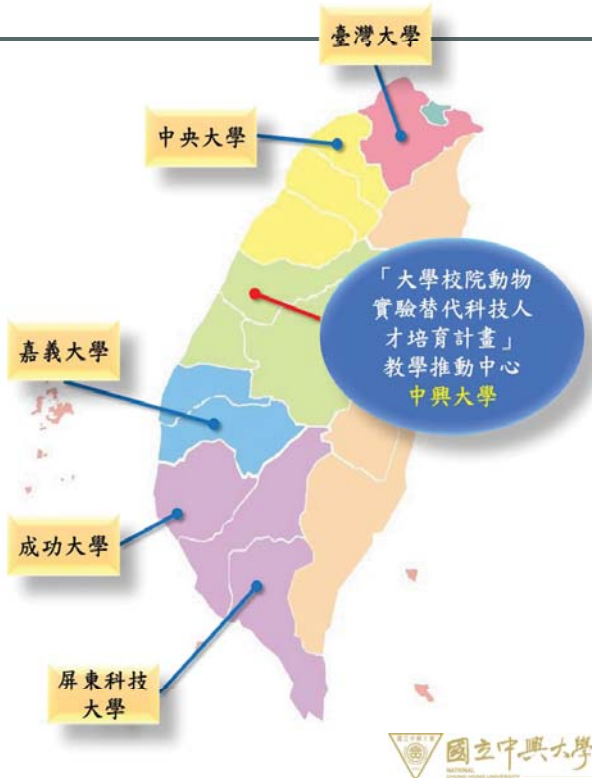 臺灣大學
中央大學
「大學校院動物
實驗替代科技人
才培育計畫」
教學推動中心
中興大學
嘉義大學
成功大學
屏東科技
大學
國立中興大學